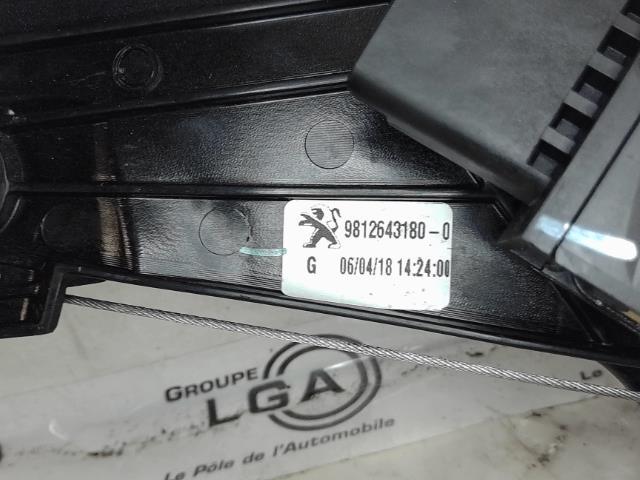 9812643180-0
G 06/04/18 14:24:00
GROUPE
LGA
Le Pôle de l'Automobile